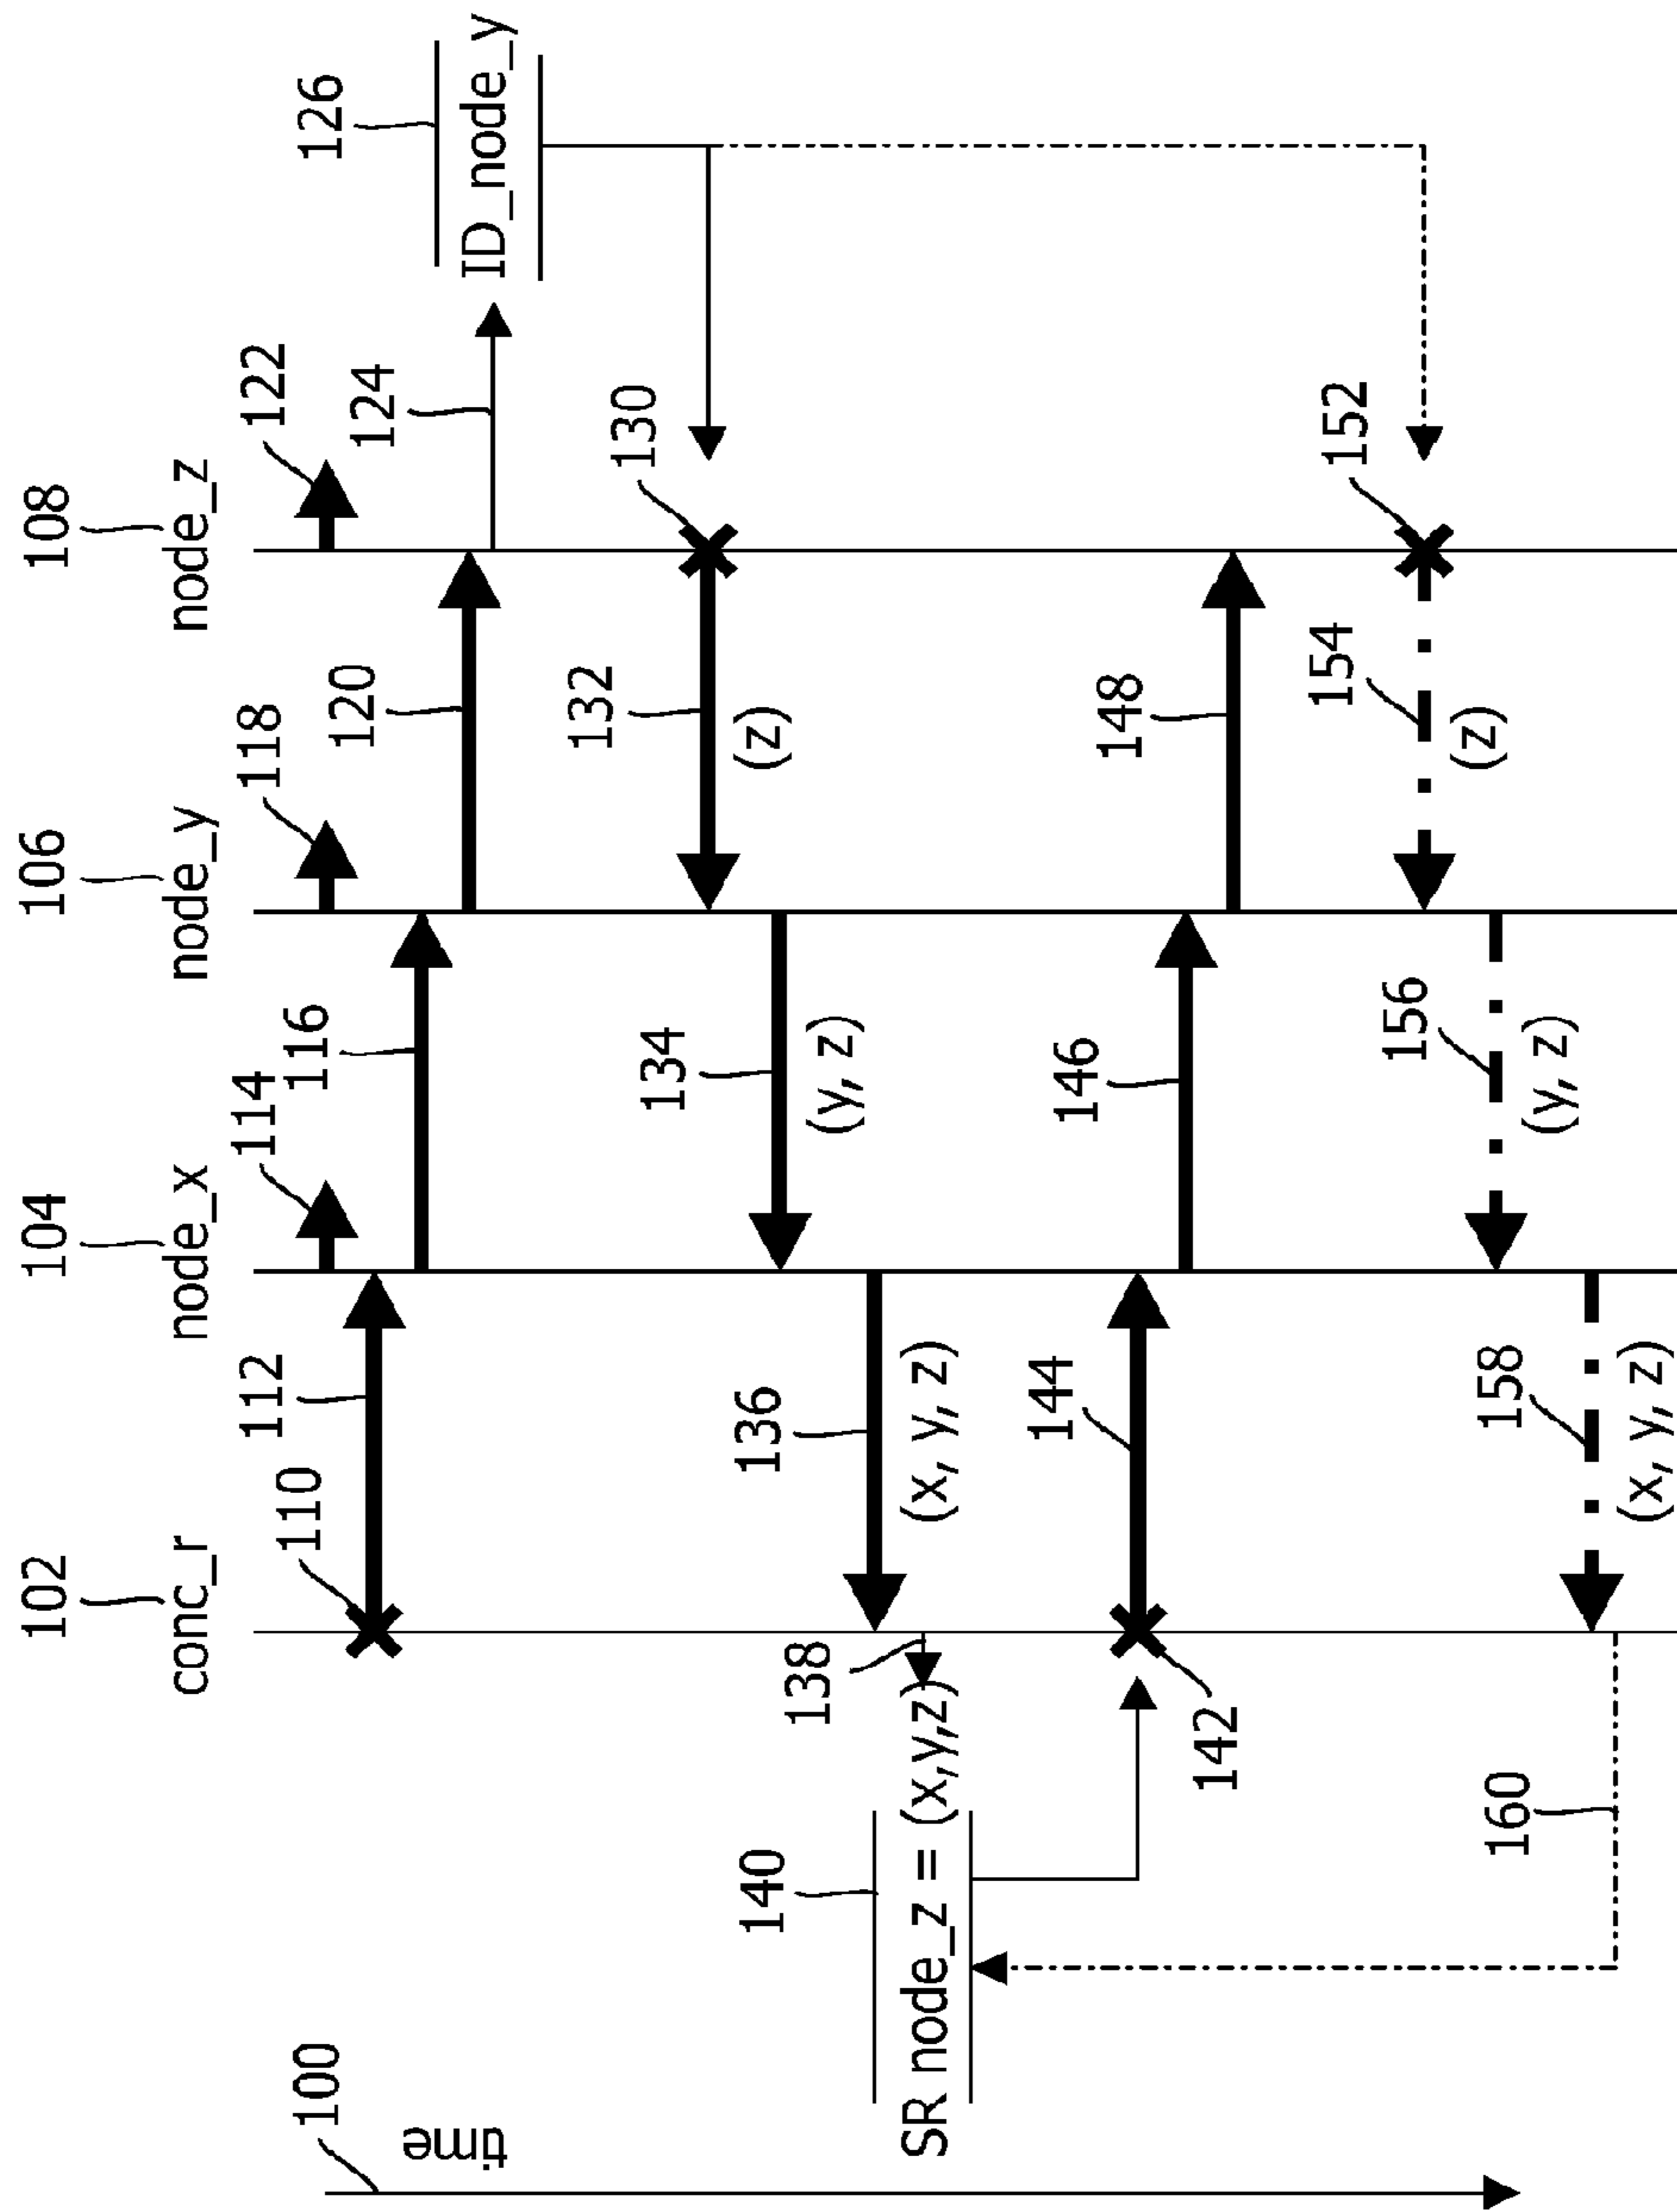 102
104
106
108
conc_r
node_x
node_y
node_z
112
114
118
122
100
110
116
126
120
124
time
ID_node_y
132
130
134
(z)
140
136
138
(y, z)
SR node_z = (x,y,z)
(x, y, z)
144
146
148
142
154
152
156
(z)
160
158
(y, z)
(x, y, z)